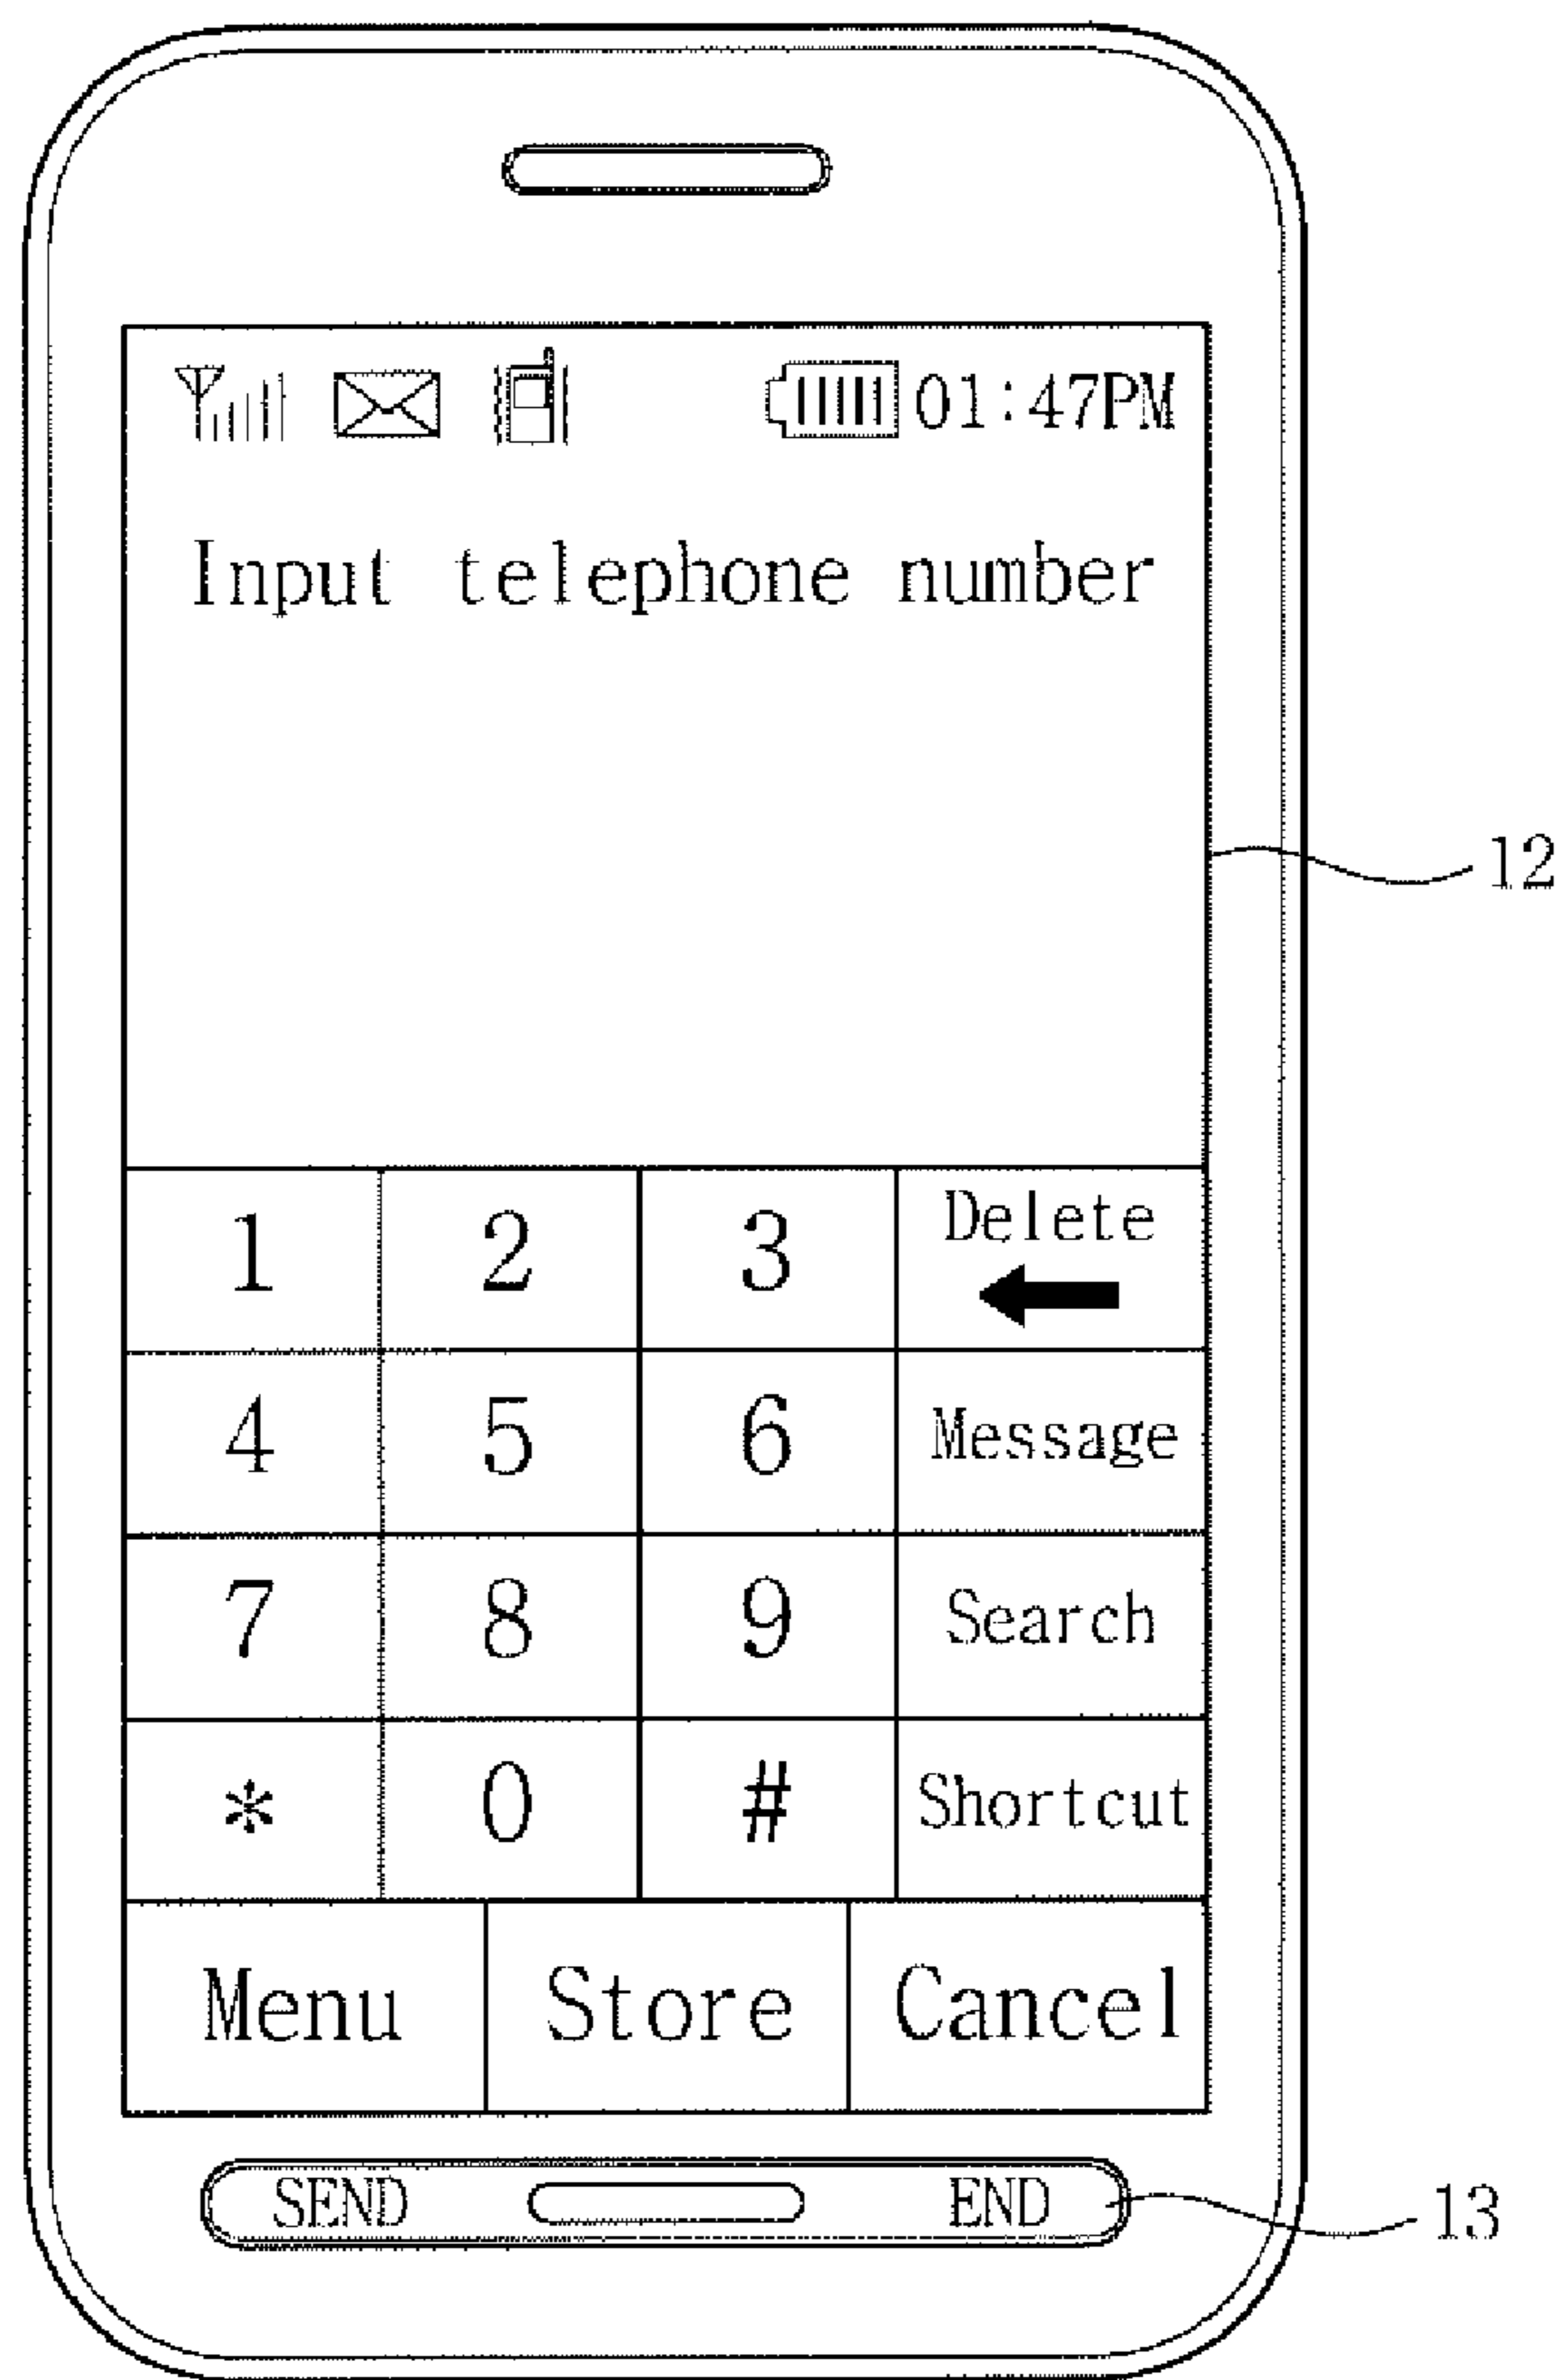 01:47PM
Input telephone number
12
1 2 3 Delete
4 5 6 Message
7 8 9 Search
* 0 # Shortcut
Menu Store Cancel
SEND END
13